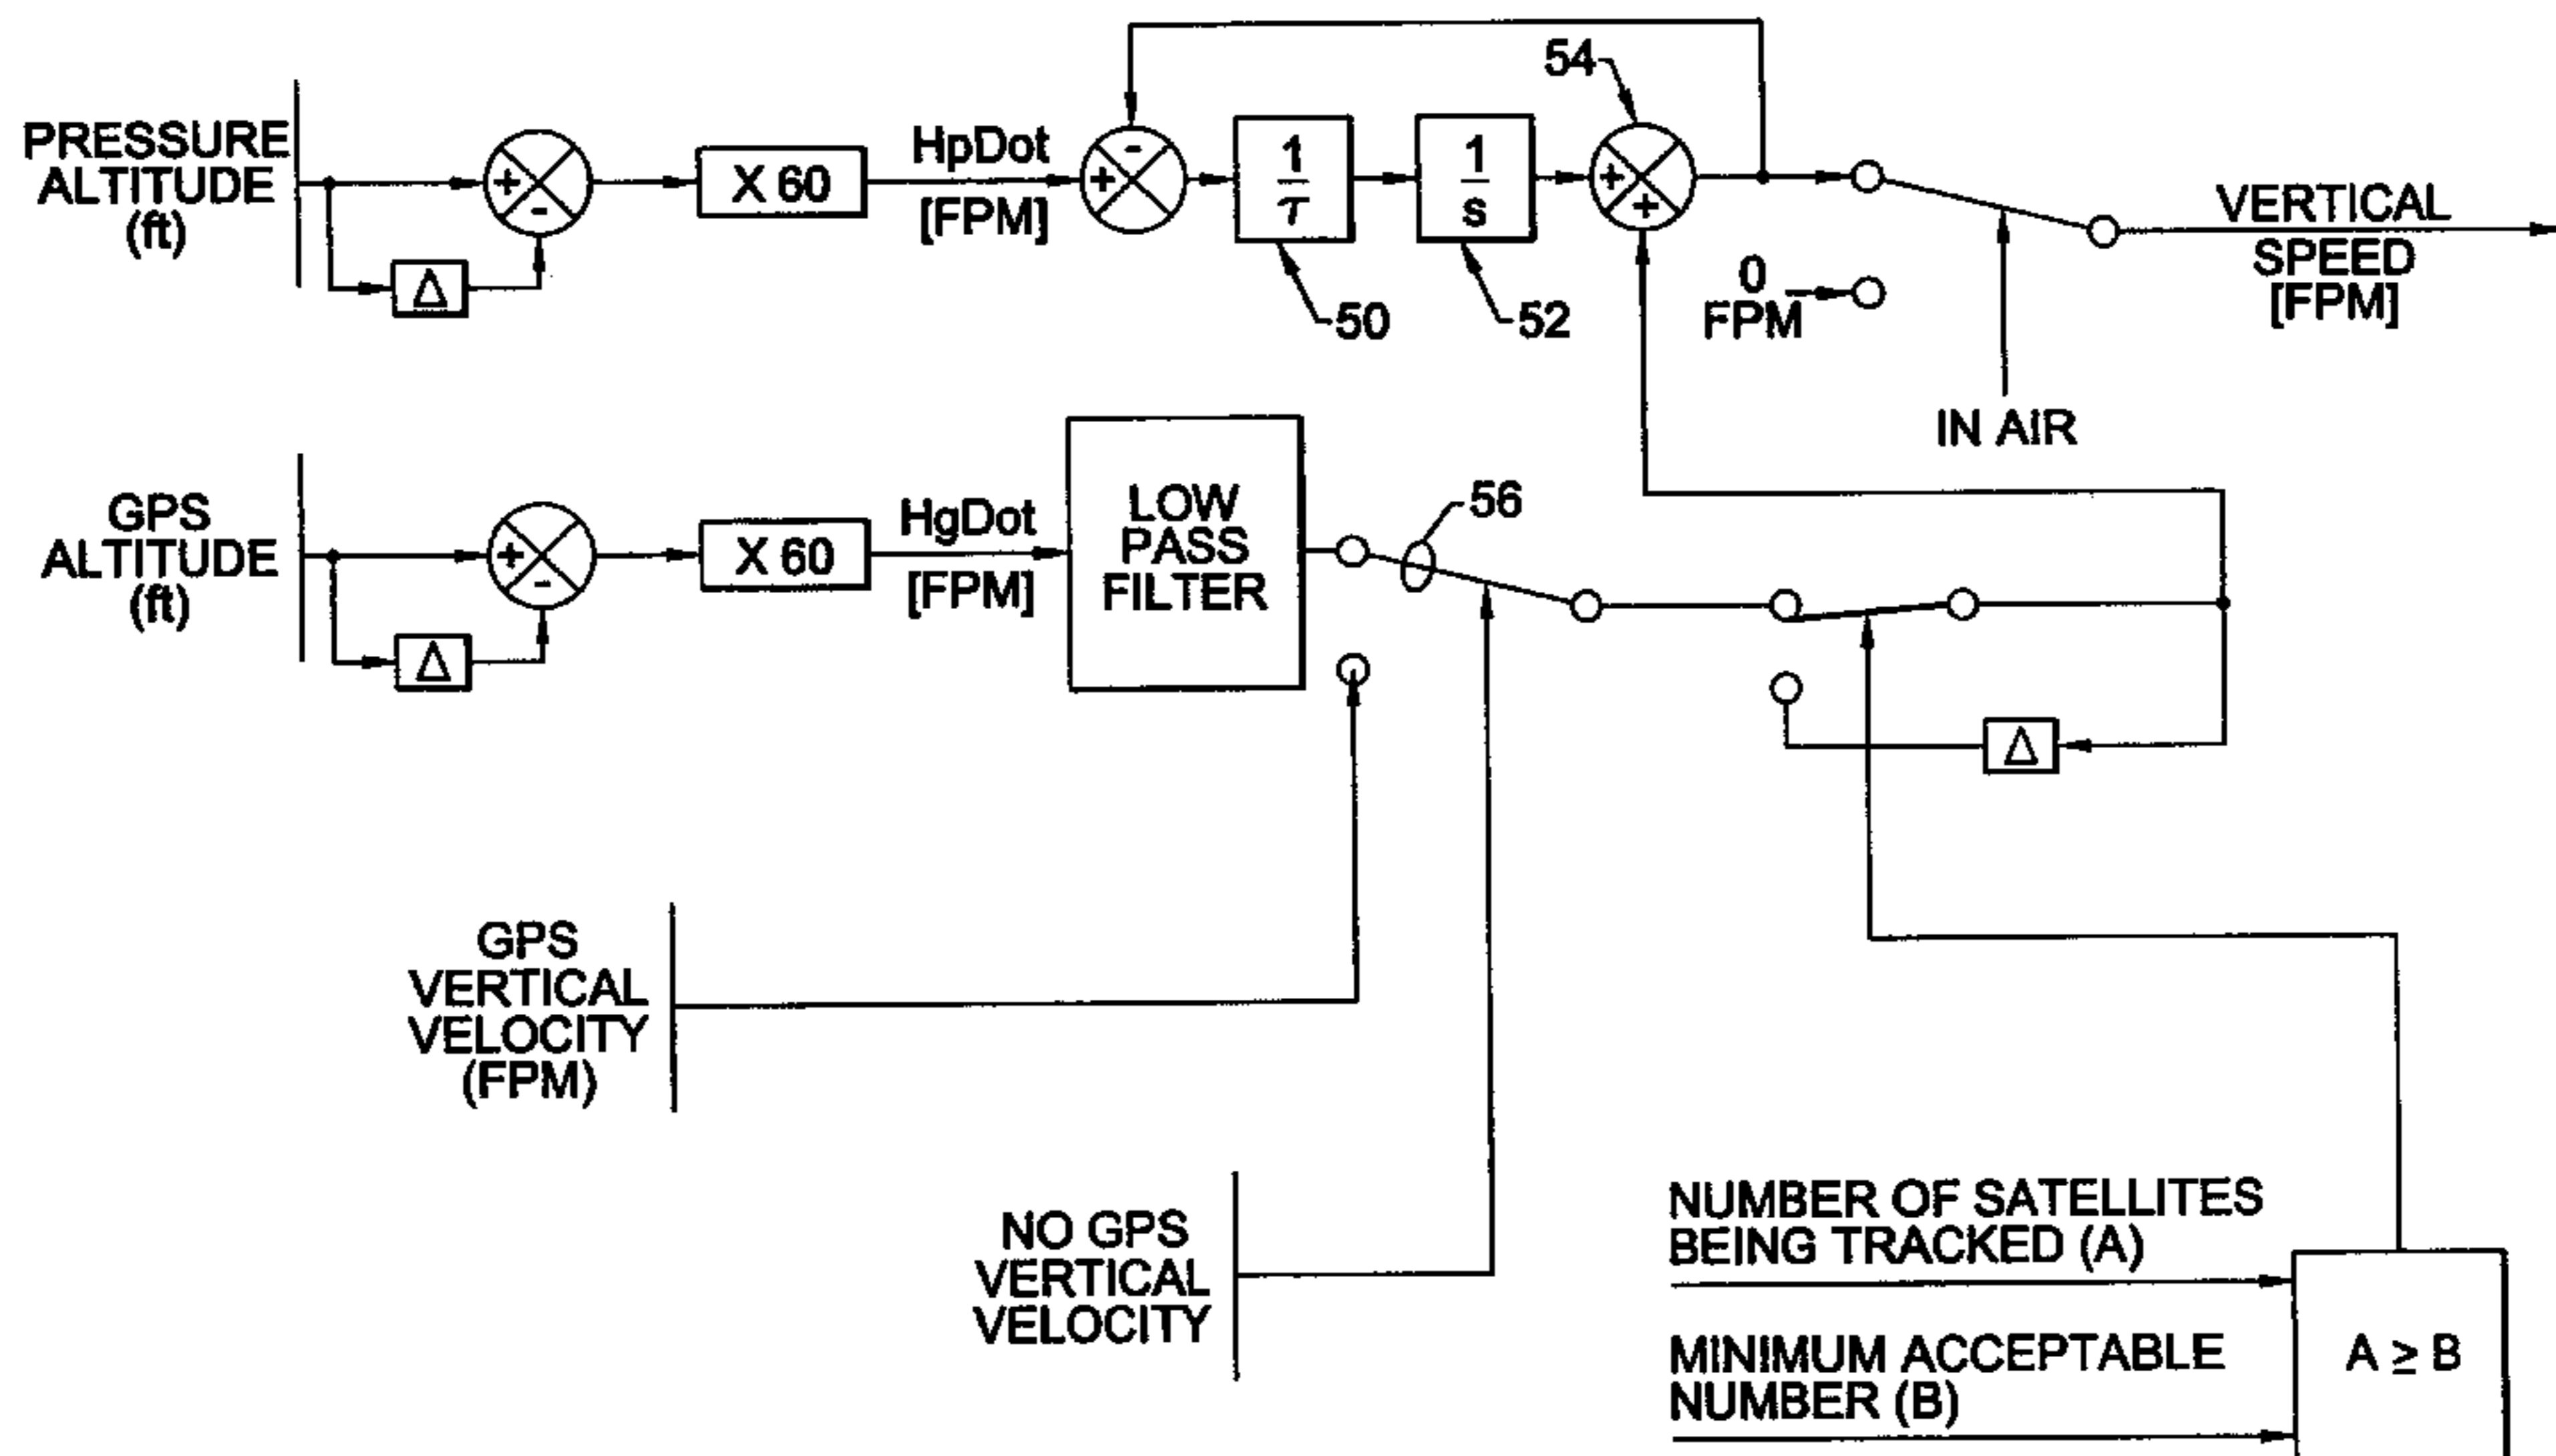 54
PRESSURE
ALTITUDE
(ft)
+
-
Δ
X 60
HpDot
[FPM]
-
+
1
τ
50
1
s
52
+
+
0
FPM
VERTICAL
SPEED
[FPM]
IN AIR
GPS
ALTITUDE
(ft)
+
-
Δ
X 60
HgDot
[FPM]
LOW
PASS
FILTER
56
Δ
GPS
VERTICAL
VELOCITY
(FPM)
NO GPS
VERTICAL
VELOCITY
NUMBER OF SATELLITES
BEING TRACKED (A)
MINIMUM ACCEPTABLE
NUMBER (B)
A ≥ B